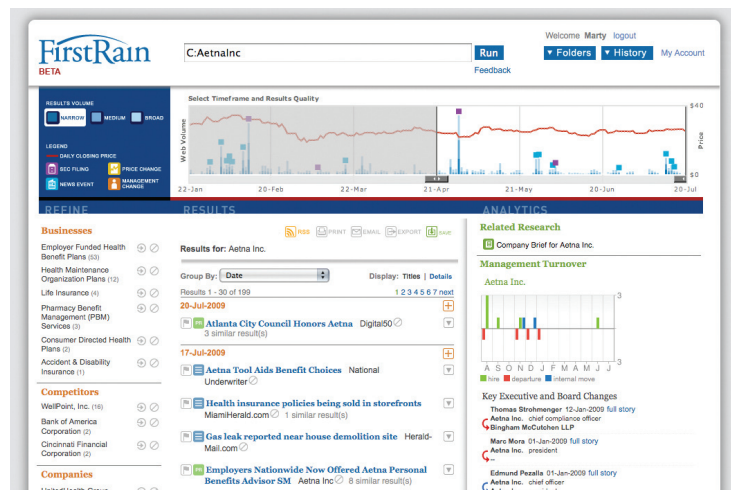 FirstRain
BETA
C:AetnaInc
Run
Feedback
Welcome Marty logout
▼ Folders ▼ History My Account
RESULTS VOLUME
NARROW MEDIUM BROAD
LEGEND
DAILY CLOSING PRICE
SEC FILING PRICE CHANGE
NEWS EVENT MANAGEMENT CHANGE
Select Timeframe and Results Quality
Web Volume
$40
Price
$0
22-Jan 20-Feb 22-Mar 21-Apr 21-May 20-Jun 20-Jul
REFINE RESULTS ANALYTICS
Businesses
Employer Funded Health
Benefit Plans (53)
Health Maintenance
Organization Plans (12)
Life Insurance (4)
Pharmacy Benefit
Management (PBM)
Services (3)
Consumer Directed Health
Plans (2)
Accident & Disability
Insurance (1)
Competitors
WellPoint, Inc. (18)
Bank of America
Corporation (2)
Cincinnati Financial
Corporation (2)
Companies
RSS PRINT EMAIL EXPORT
Results for: Aetna Inc.
Group By: Date Display: Titles | Details
Results 1 - 30 of 199 1 2 3 4 5 6 7 next
20-Jul-2009
PR Atlanta City Council Honors Aetna Digital50
3 similar result(s)
17-Jul-2009
Aetna Tool Aids Benefit Choices National
Underwriter
Health insurance policies being sold in storefronts
MiamiHerald.com 1 similar result(s)
Gas leak reported near house demolition site Herald-
Mail.com
PR Employers Nationwide Now Offered Aetna Personal
Benefits Advisor SM Aetna Inc 8 similar result(s)
Related Research
Company Brief for Aetna Inc.
Management Turnover
Aetna Inc.
3
3
A S O N D J F M A M J J
hire departure internal move
Key Executive and Board Changes
Thomas Strohmenger 12-Jan-2009 full story
Aetna Inc. chief compliance officer
Bingham McCutchen LLP
Marc Mora 01-Jan-2009 full story
Aetna Inc. president
--
Edmund Pezalla 01-Jan-2009 full story
Aetna Inc. chief officer